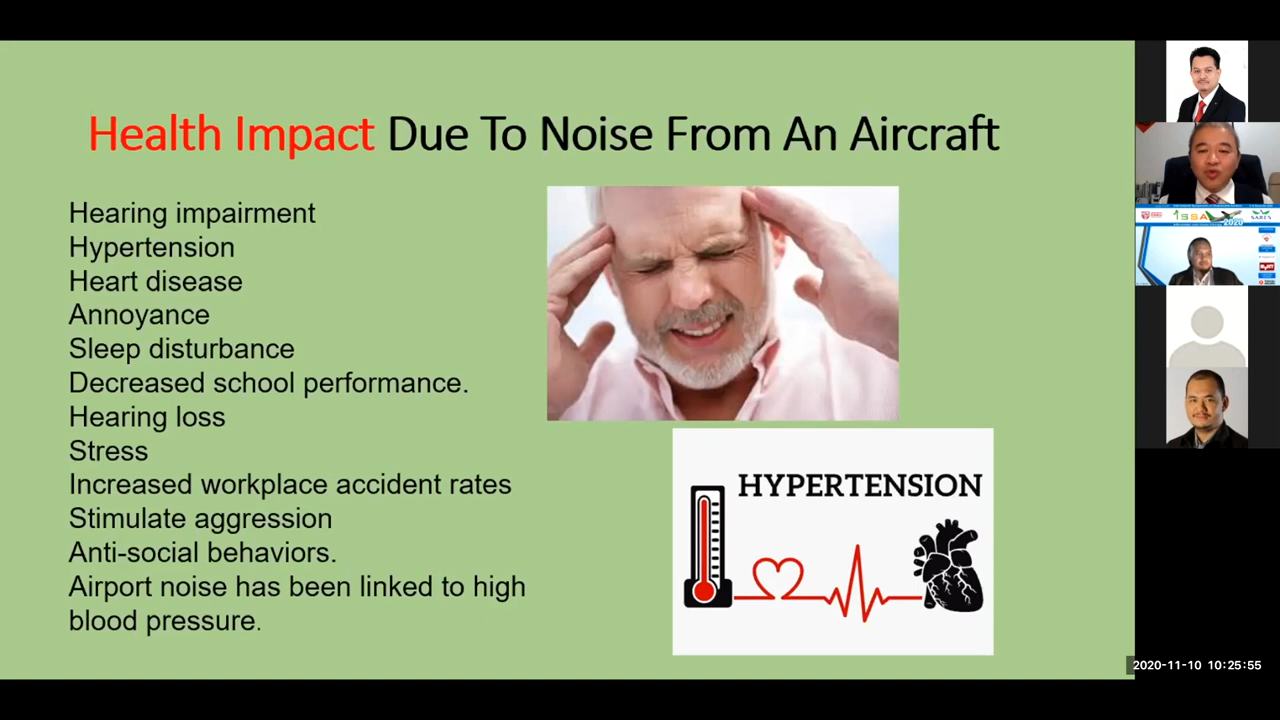 Health Impact Due To Noise From An Aircraft
Hearing impairment
Hypertension
Heart disease
Annoyance
Sleep disturbance
Decreased school performance.
Hearing loss
Stress
Increased workplace accident rates
Stimulate aggression
Anti-social behaviors.
Airport noise has been linked to high
blood pressure.
HYPERTENSION
2020
2020-11-10 10:25:55